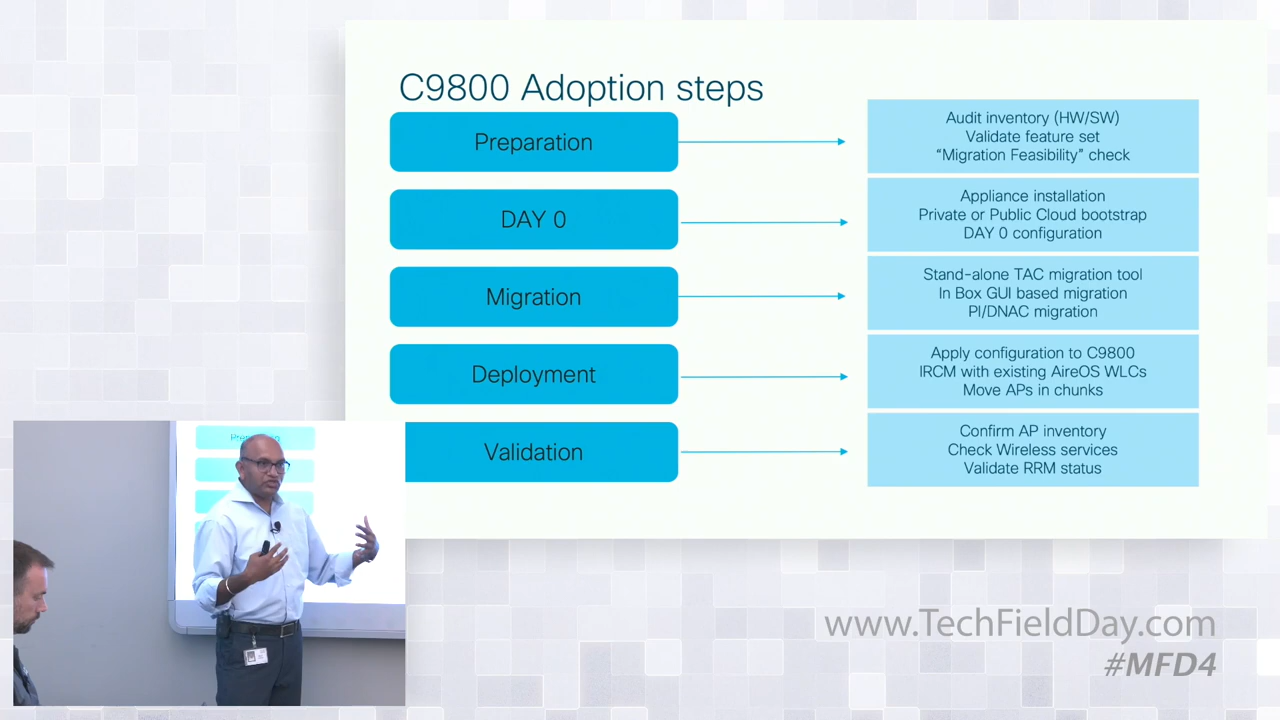 C9800 Adoption steps
Preparation
Audit inventory (HW/SW)
Validate feature set
“Migration Feasibility” check
DAY 0
Appliance installation
Private or Public Cloud bootstrap
DAY 0 configuration
Migration
Stand-alone TAC migration tool
In Box GUI based migration
PI/DNAC migration
Deployment
Apply configuration to C9800
IRCM with existing AireOS WLCs
Move APs in chunks
Validation
Confirm AP inventory
Check Wireless services
Validate RRM status
www.TechFieldDay.com
#MFD4